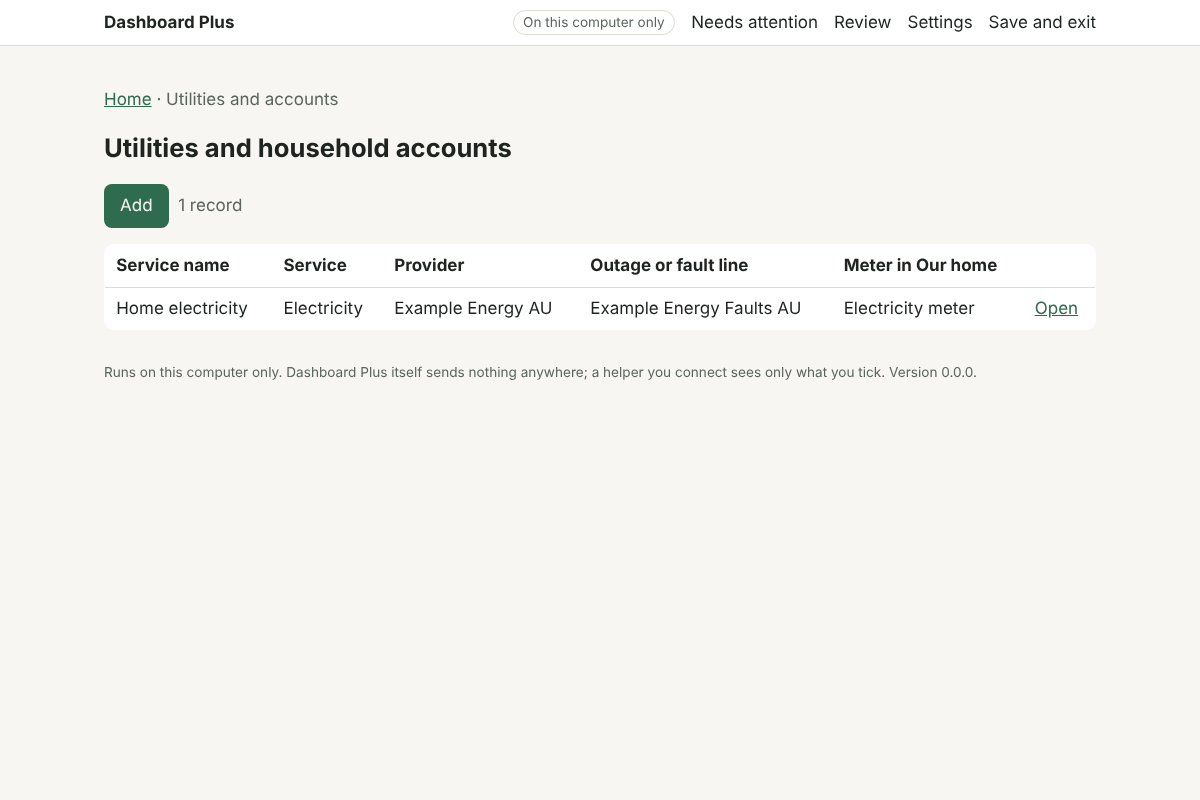 Dashboard Plus On this computer only Needs attention Review Settings Save and exit
Home · Utilities and accounts
Utilities and household accounts
Add 1 record
Service name Service Provider Outage or fault line Meter in Our home
Home electricity Electricity Example Energy AU Example Energy Faults AU Electricity meter Open
Runs on this computer only. Dashboard Plus itself sends nothing anywhere; a helper you connect sees only what you tick. Version 0.0.0.